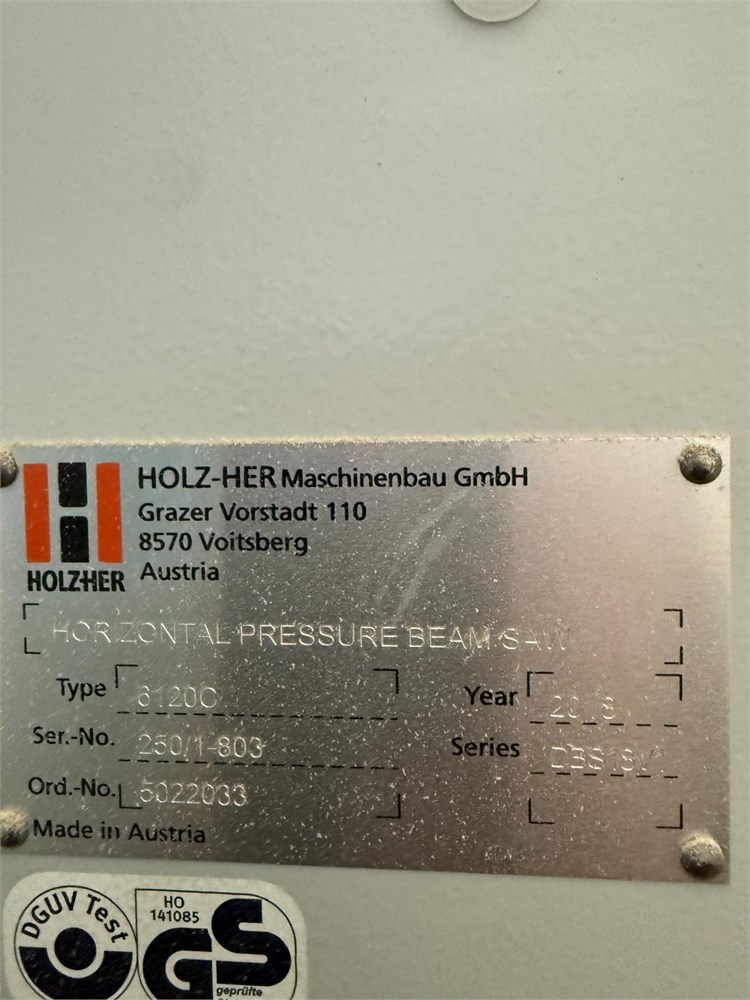 HOLZ-HER Maschinenbau GmbH
Grazer Vorstadt 110
8570 Voitsberg
Austria
HOLZHER
HORIZONTAL PRESSURE BEAM SAW
Type
Year
Ser.-No. 250/1-803
Series
Ord.-No. 5022033
Made in Austria
DGUV Test
HO
141085
GS
geprüfte